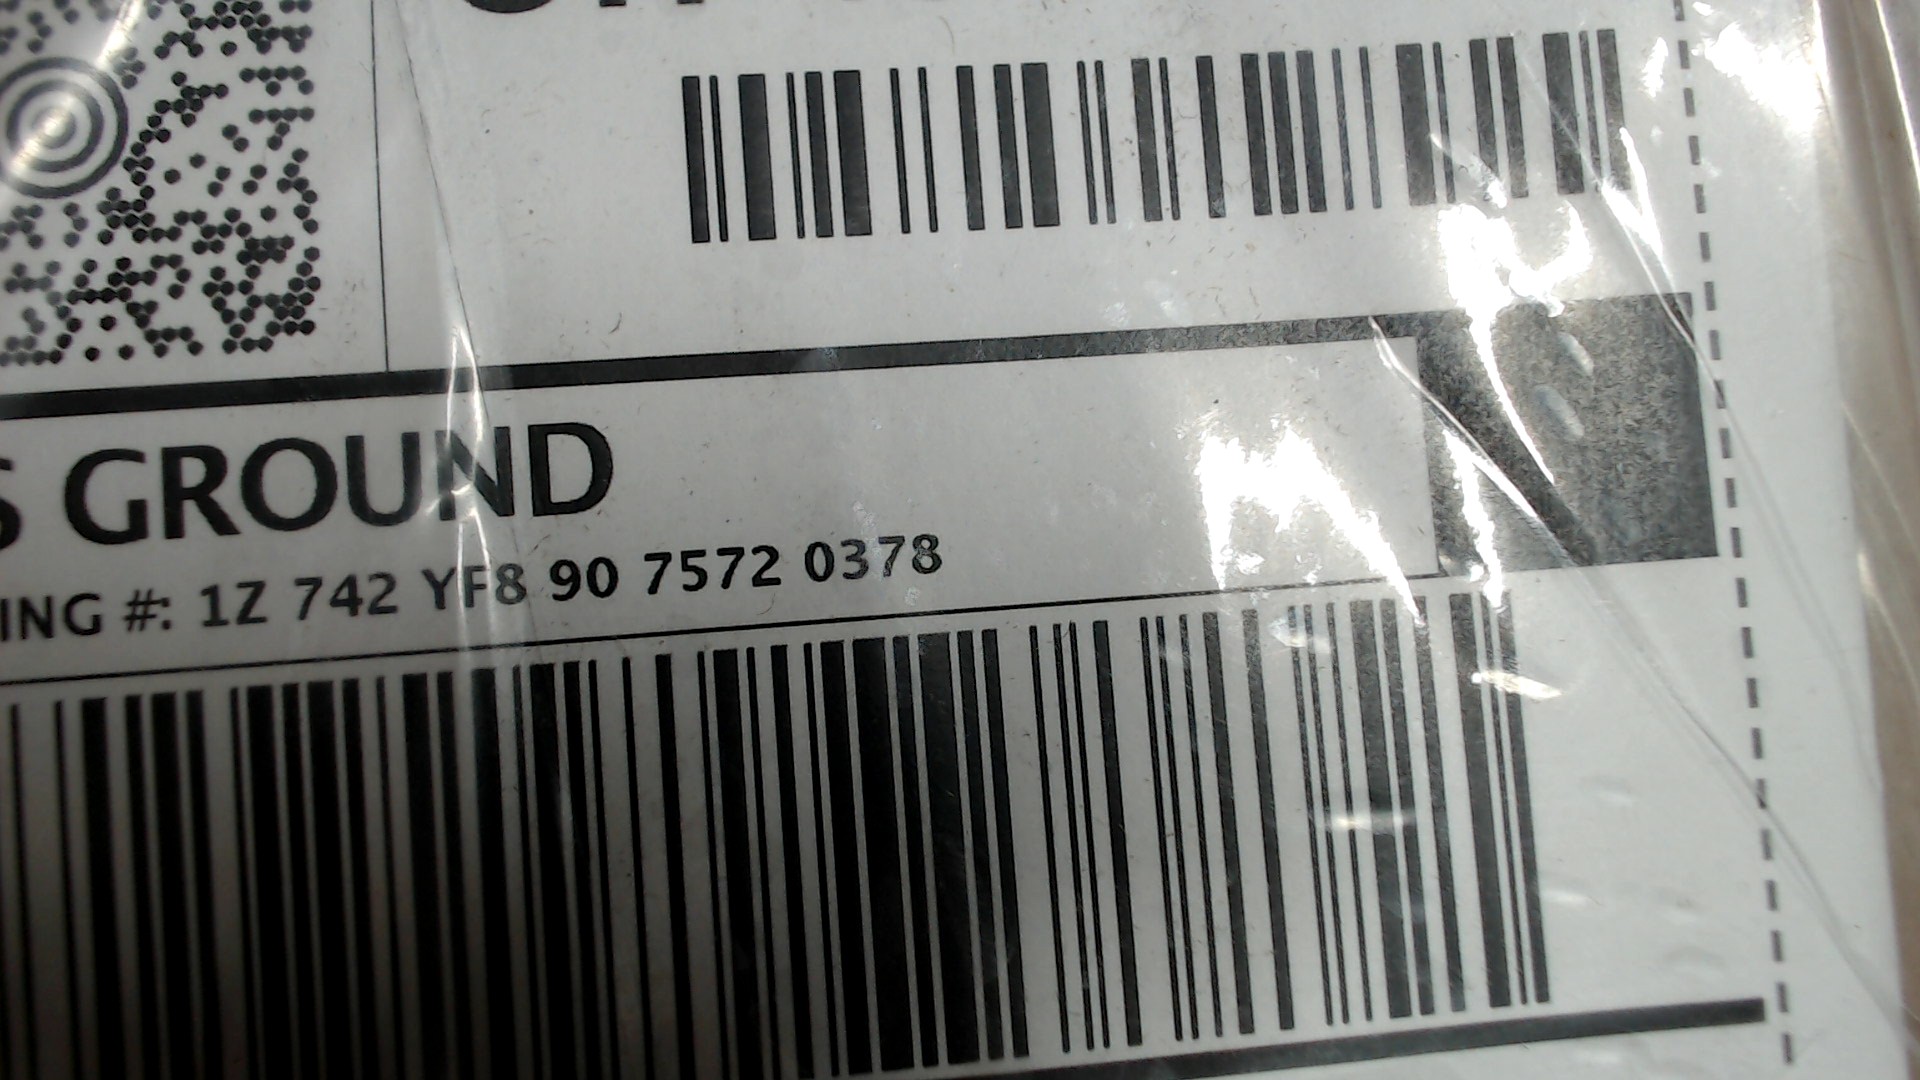 S GROUND
ING #: 1Z 742 YF8 90 7572 0378